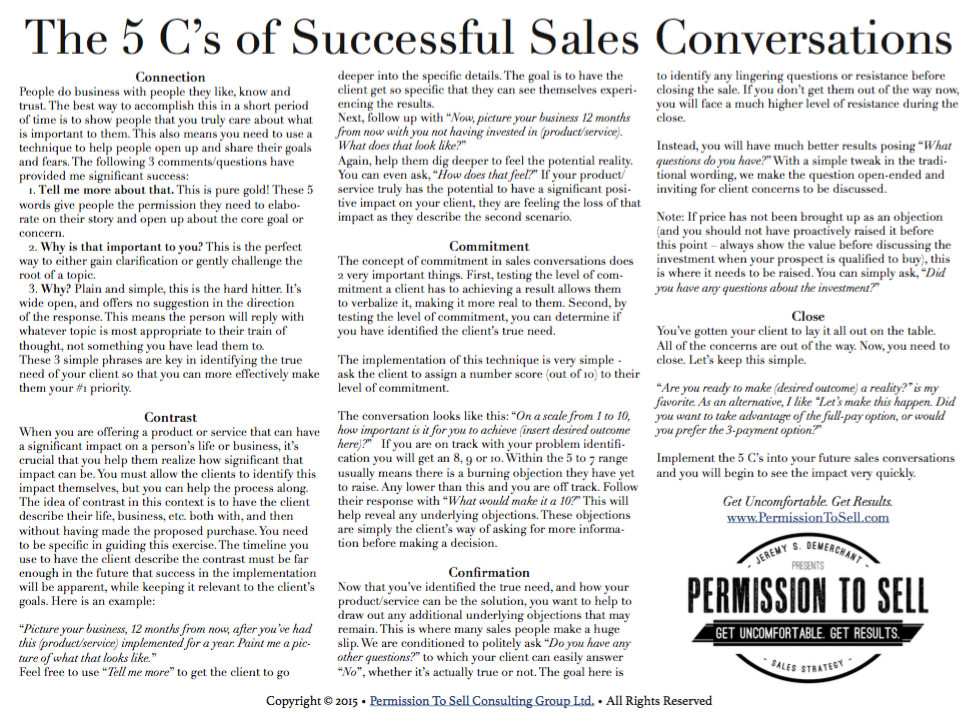 The 5 C's of Successful Sales Conversations
Connection
People do business with people they like, know and
trust. The best way to accomplish this in a short period
of time is to show people that you truly care about what
is important to them. This also means you need to use a
technique to help people open up and share their goals
and fears. The following 3 comments/questions have
provided me significant success:
1. Tell me more about that. This is pure gold! These 5
words give people the permission they need to elabo-
rate on their story and open up about the core goal or
concern.
2. Why is that important to you? This is the perfect
way to either gain clarification or gently challenge the
root of a topic.
3. Why? Plain and simple, this is the hard hitter. It's
wide open, and offers no suggestion in the direction
of the response. This means the person will reply with
whatever topic is most appropriate to their train of
thought, not something you have lead them to.
These 3 simple phrases are key in identifying the true
need of your client so that you can more effectively make
them your #1 priority.
Contrast
When you are offering a product or service that can have
a significant impact on a person's life or business, it's
crucial that you help them realize how significant that
impact can be. You must allow the clients to identify this
impact themselves, but you can help the process along.
The idea of contrast in this context is to have the client
describe their life, business, etc. both with, and then
without having made the proposed purchase. You need
to be specific in guiding this exercise. The timeline you
use to have the client describe the contrast must be far
enough in the future that success in the implementation
will be apparent, while keeping it relevant to the client's
goals. Here is an example:
"Picture your business, 12 months from now, after you've had
this (product/service) implemented for a year. Paint me a pic-
ture of what that looks like."
Feel free to use "Tell me more" to get the client to go
deeper into the specific details. The goal is to have the
client get so specific that they can see themselves experi-
encing the results.
Next, follow up with "Now, picture your business 12 months
from now with you not having invested in (product/service).
What does that look like?"
Again, help them dig deeper to feel the potential reality.
You can even ask, "How does that feel?" If your product/
service truly has the potential to have a significant posi-
tive impact on your client, they are feeling the loss of that
impact as they describe the second scenario.
Commitment
The concept of commitment in sales conversations does
2 very important things. First, testing the level of com-
mitment a client has to achieving a result allows them
to verbalize it, making it more real to them. Second, by
testing the level of commitment, you can determine if
you have identified the client's true need.
The implementation of this technique is very simple -
ask the client to assign a number score (out of 10) to their
level of commitment.
The conversation looks like this: "On a scale from 1 to 10,
how important is it for you to achieve (insert desired outcome
here)?" If you are on track with your problem identifi-
cation you will get an 8, 9 or 10. Within the 5 to 7 range
usually means there is a burning objection they have yet
to raise. Any lower than this and you are off track. Follow
their response with "What would make it a 10?" This will
help reveal any underlying objections. These objections
are simply the client's way of asking for more informa-
tion before making a decision.
Confirmation
Now that you've identified the true need, and how your
product/service can be the solution, you want to help to
draw out any additional underlying objections that may
remain. This is where many sales people make a huge
slip. We are conditioned to politely ask "Do you have any
other questions?" to which your client can easily answer
"No", whether it's actually true or not. The goal here is
to identify any lingering questions or resistance before
closing the sale. If you don't get them out of the way now,
you will face a much higher level of resistance during the
close.
Instead, you will have much better results posing "What
questions do you have?" With a simple tweak in the tradi-
tional wording, we make the question open-ended and
inviting for client concerns to be discussed.
Note: If price has not been brought up as an objection
(and you should not have proactively raised it before
this point – always show the value before discussing the
investment when your prospect is qualified to buy), this
is where it needs to be raised. You can simply ask, "Did
you have any questions about the investment?"
Close
You've gotten your client to lay it all out on the table.
All of the concerns are out of the way. Now, you need to
close. Let's keep this simple.
"Are you ready to make (desired outcome) a reality?" is my
favorite. As an alternative, I like "Let's make this happen. Did
you want to take advantage of the full-pay option, or would
you prefer the 3-payment option?"
Implement the 5 C's into your future sales conversations
and you will begin to see the impact very quickly.
Get Uncomfortable. Get Results.
www.PermissionToSell.com
- JEREMY S. DEMERCHANT -
PRESENTS
PERMISSION TO SELL
GET UNCOMFORTABLE. GET RESULTS.
- SALES STRATEGY -
Copyright © 2015 • Permission To Sell Consulting Group Ltd. • All Rights Reserved